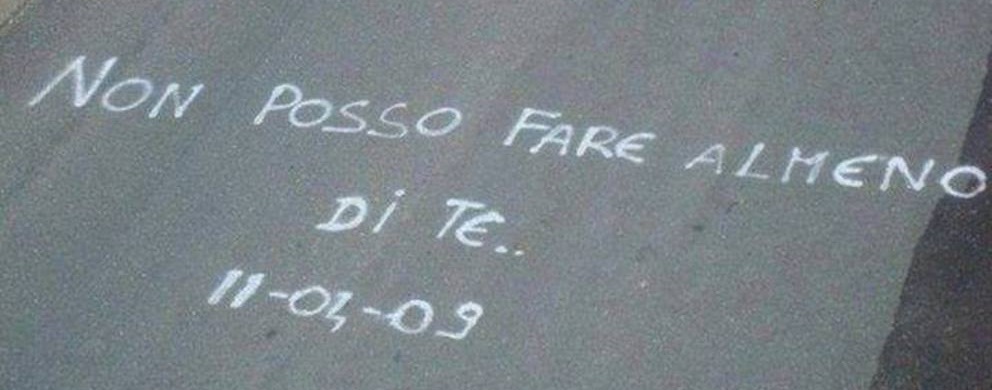 NON POSSO FARE ALMENO
Di TE..
11-04-09